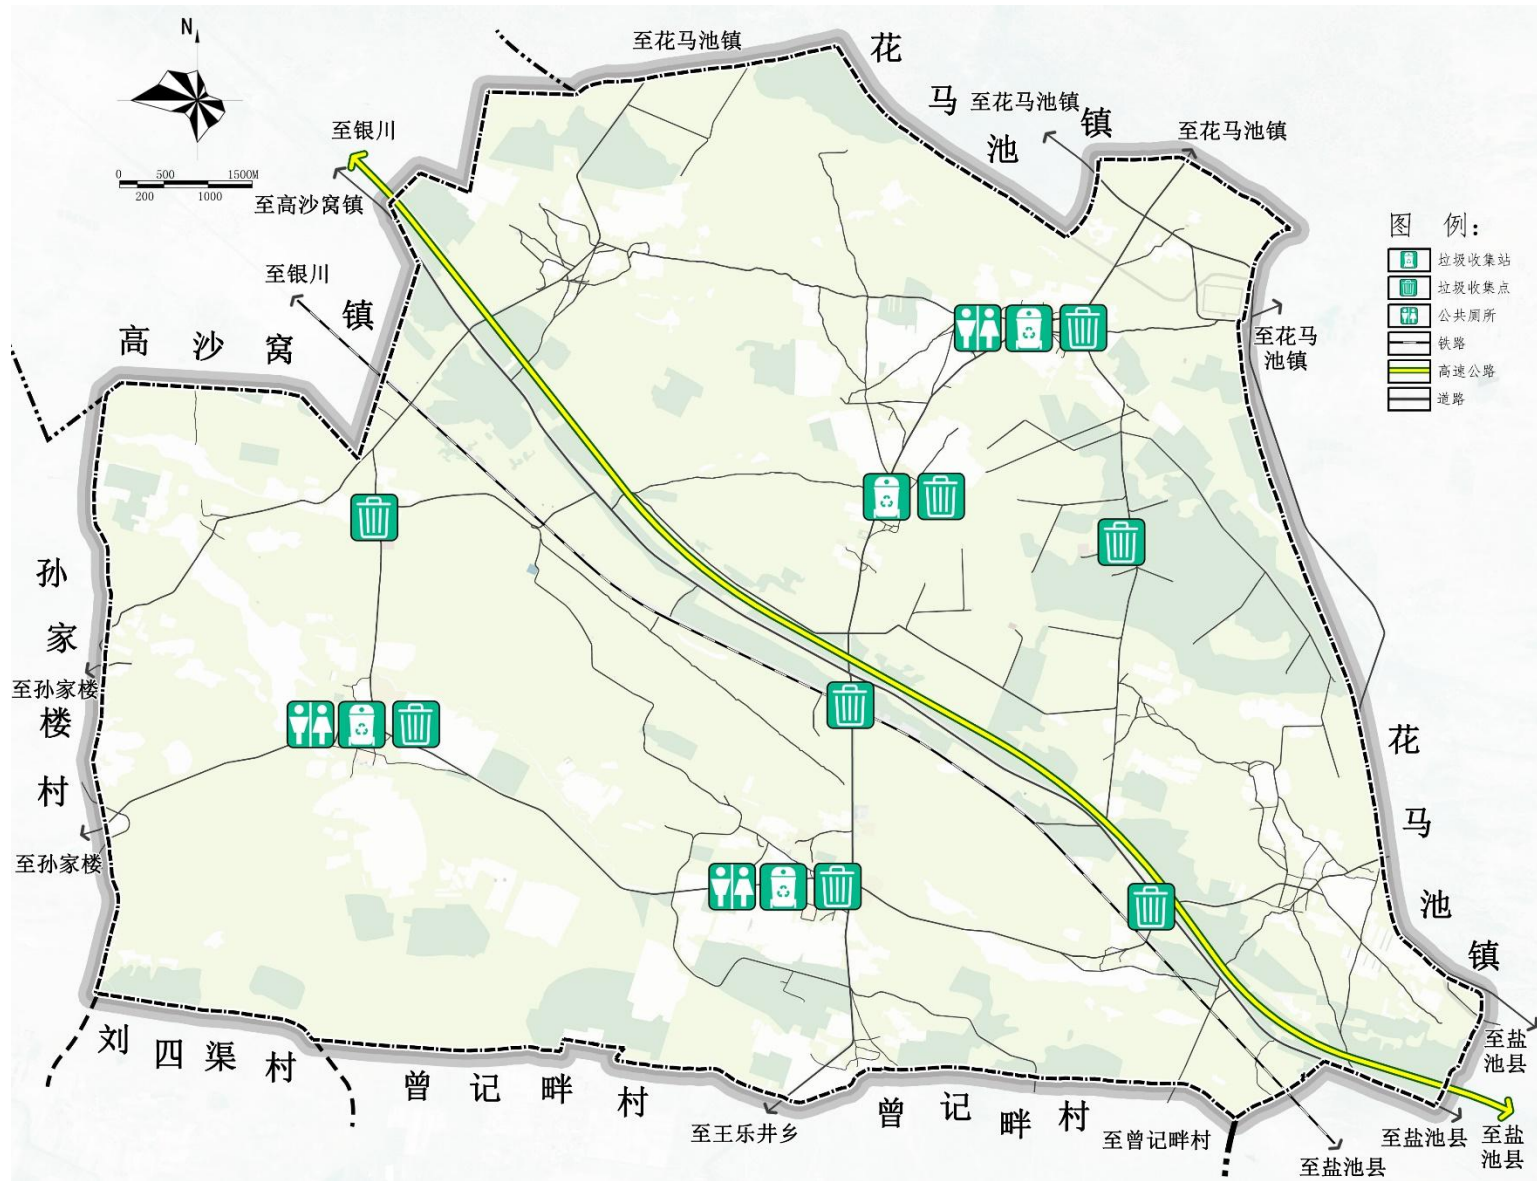 N
0 500 1500M
200 1000
至花马池镇
花
马
池
镇
至花马池镇
至花马池镇
至银川
至高沙窝镇
至银川
高沙窝镇
至花马
池镇
图 例:
垃圾收集站
垃圾收集点
公共厕所
铁路
高速公路
道路
孙
家
楼
村
至孙家楼
至孙家楼
花
马
池
镇
刘四渠村
曾记畔村
曾记畔村
至王乐井乡
至曾记畔村
至盐池县
至盐池县
至盐
池县
至盐
池县